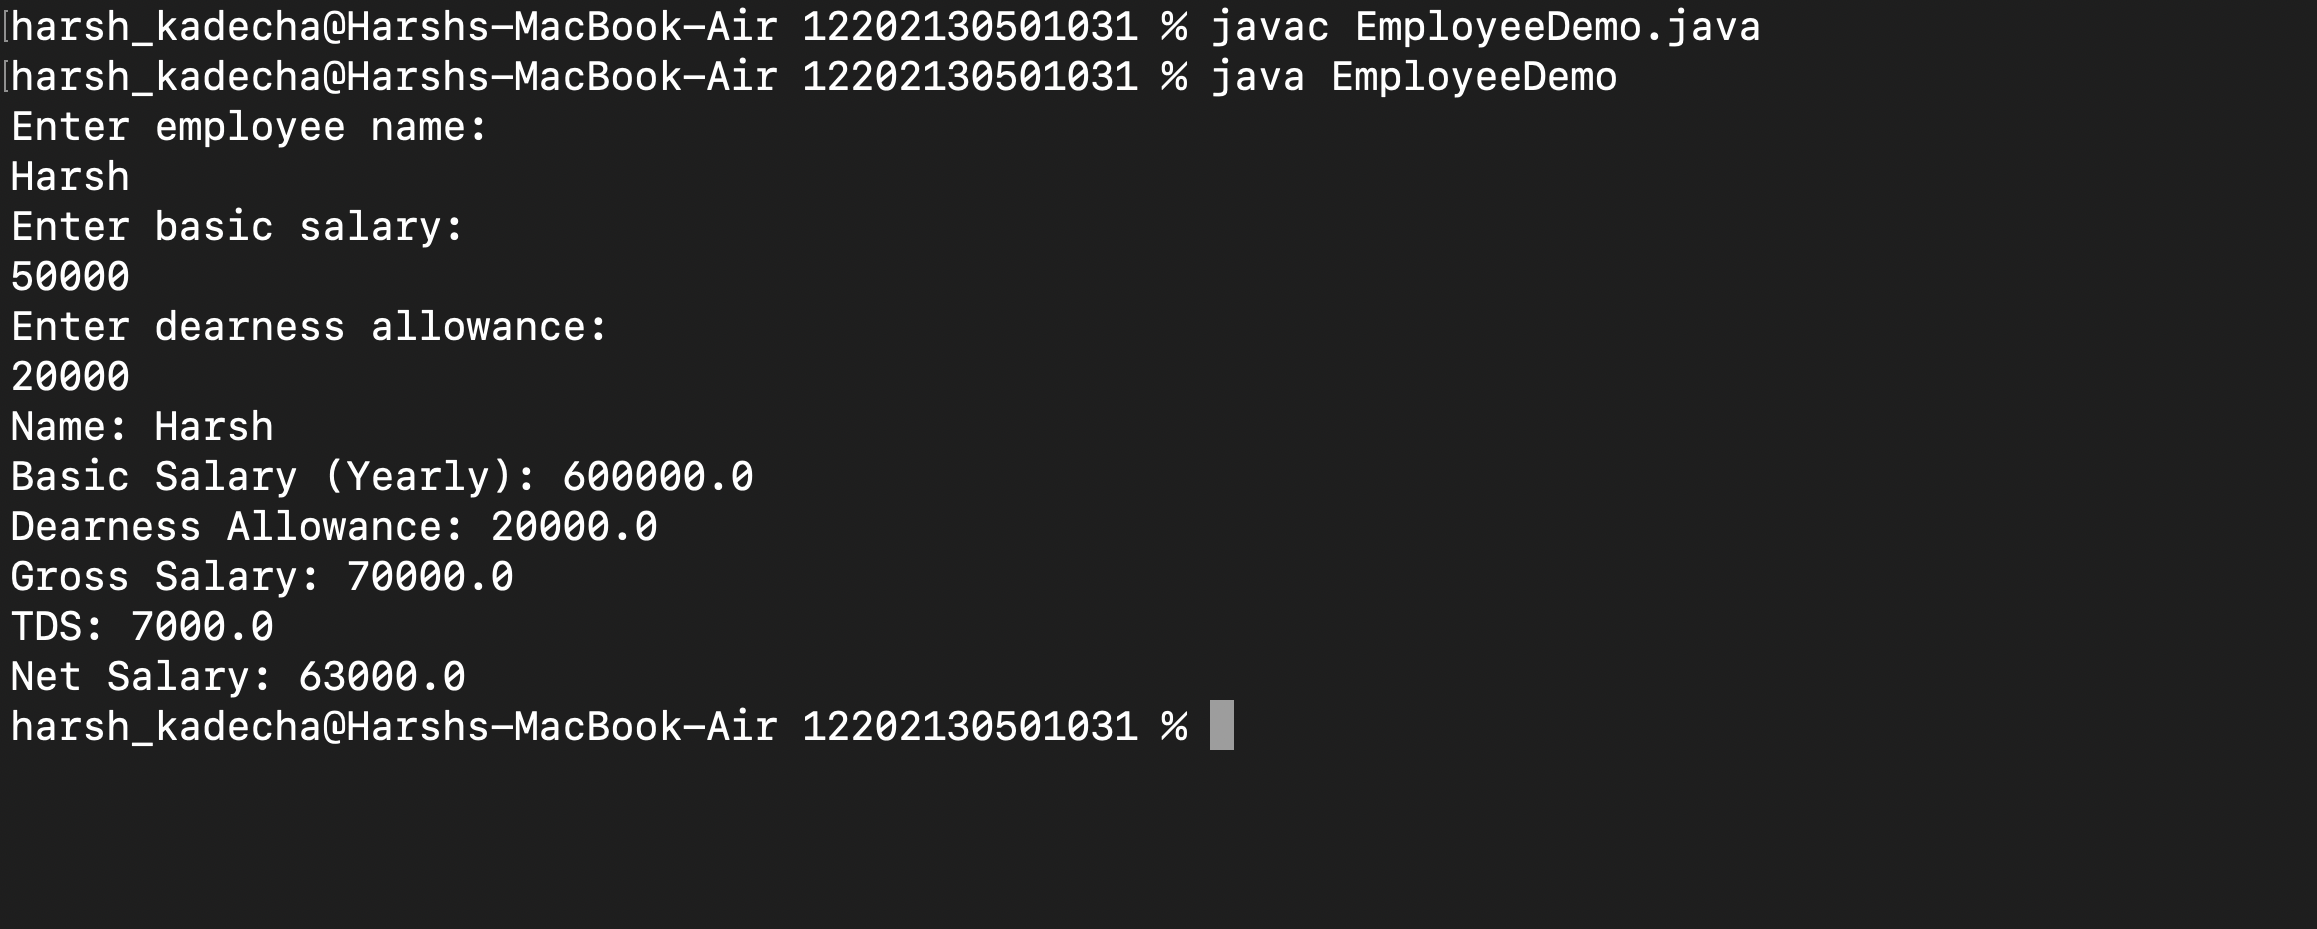 [harsh_kadecha@Harshs-MacBook-Air 12202130501031 % javac EmployeeDemo.java
[harsh_kadecha@Harshs-MacBook-Air 12202130501031 % java EmployeeDemo
Enter employee name:
Harsh
Enter basic salary:
50000
Enter dearness allowance:
20000
Name: Harsh
Basic Salary (Yearly): 600000.0
Dearness Allowance: 20000.0
Gross Salary: 70000.0
TDS: 7000.0
Net Salary: 63000.0
harsh_kadecha@Harshs-MacBook-Air 12202130501031 %